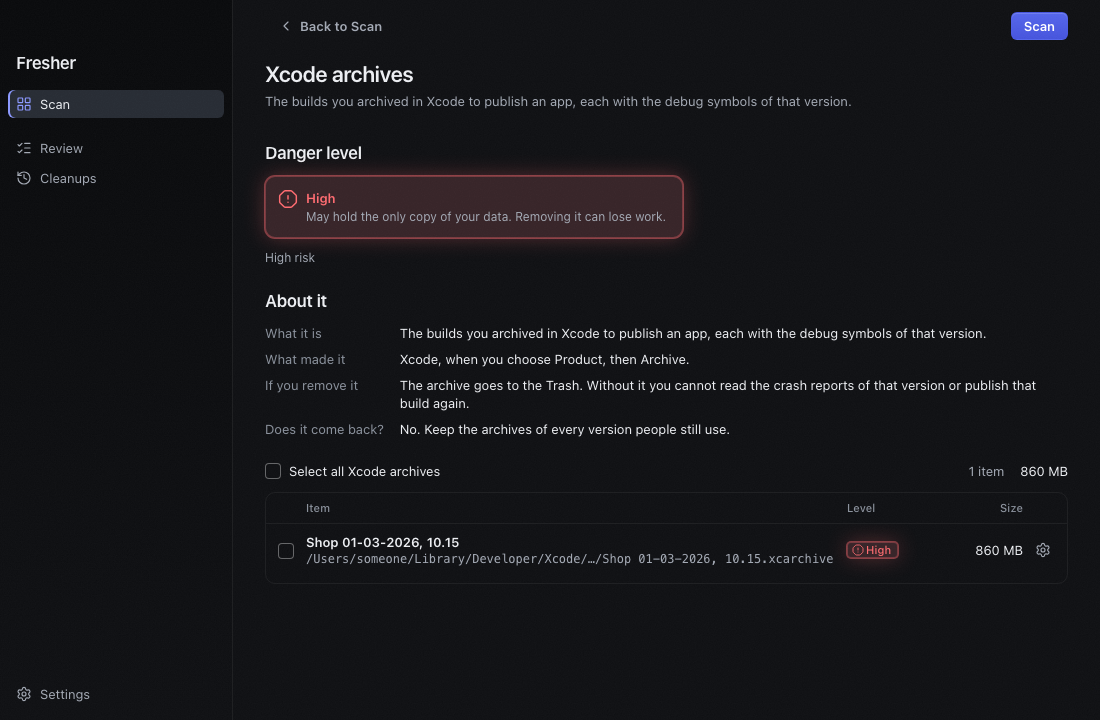 Back to Scan
Scan
Fresher
Scan
Review
Cleanups
Settings
Xcode archives
The builds you archived in Xcode to publish an app, each with the debug symbols of that version.
Danger level
High
May hold the only copy of your data. Removing it can lose work.
High risk
About it
What it is The builds you archived in Xcode to publish an app, each with the debug symbols of that version.
What made it Xcode, when you choose Product, then Archive.
If you remove it The archive goes to the Trash. Without it you cannot read the crash reports of that version or publish that
build again.
Does it come back? No. Keep the archives of every version people still use.
Select all Xcode archives 1 item 860 MB
Item Level Size
Shop 01-03-2026, 10.15
/Users/someone/Library/Developer/Xcode/…/Shop 01-03-2026, 10.15.xcarchive High 860 MB